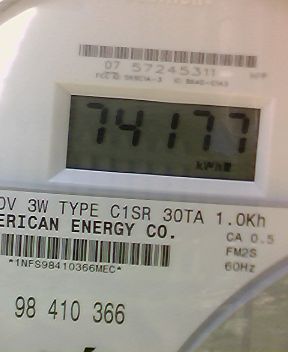 07 57245311
74177
kWh
0V 3W TYPE C1SR 30TA 1.0Kh
ERICAN ENERGY CO.
CA 0.5
FM2S
*1NFS98410366MEC*
60Hz
98 410 366